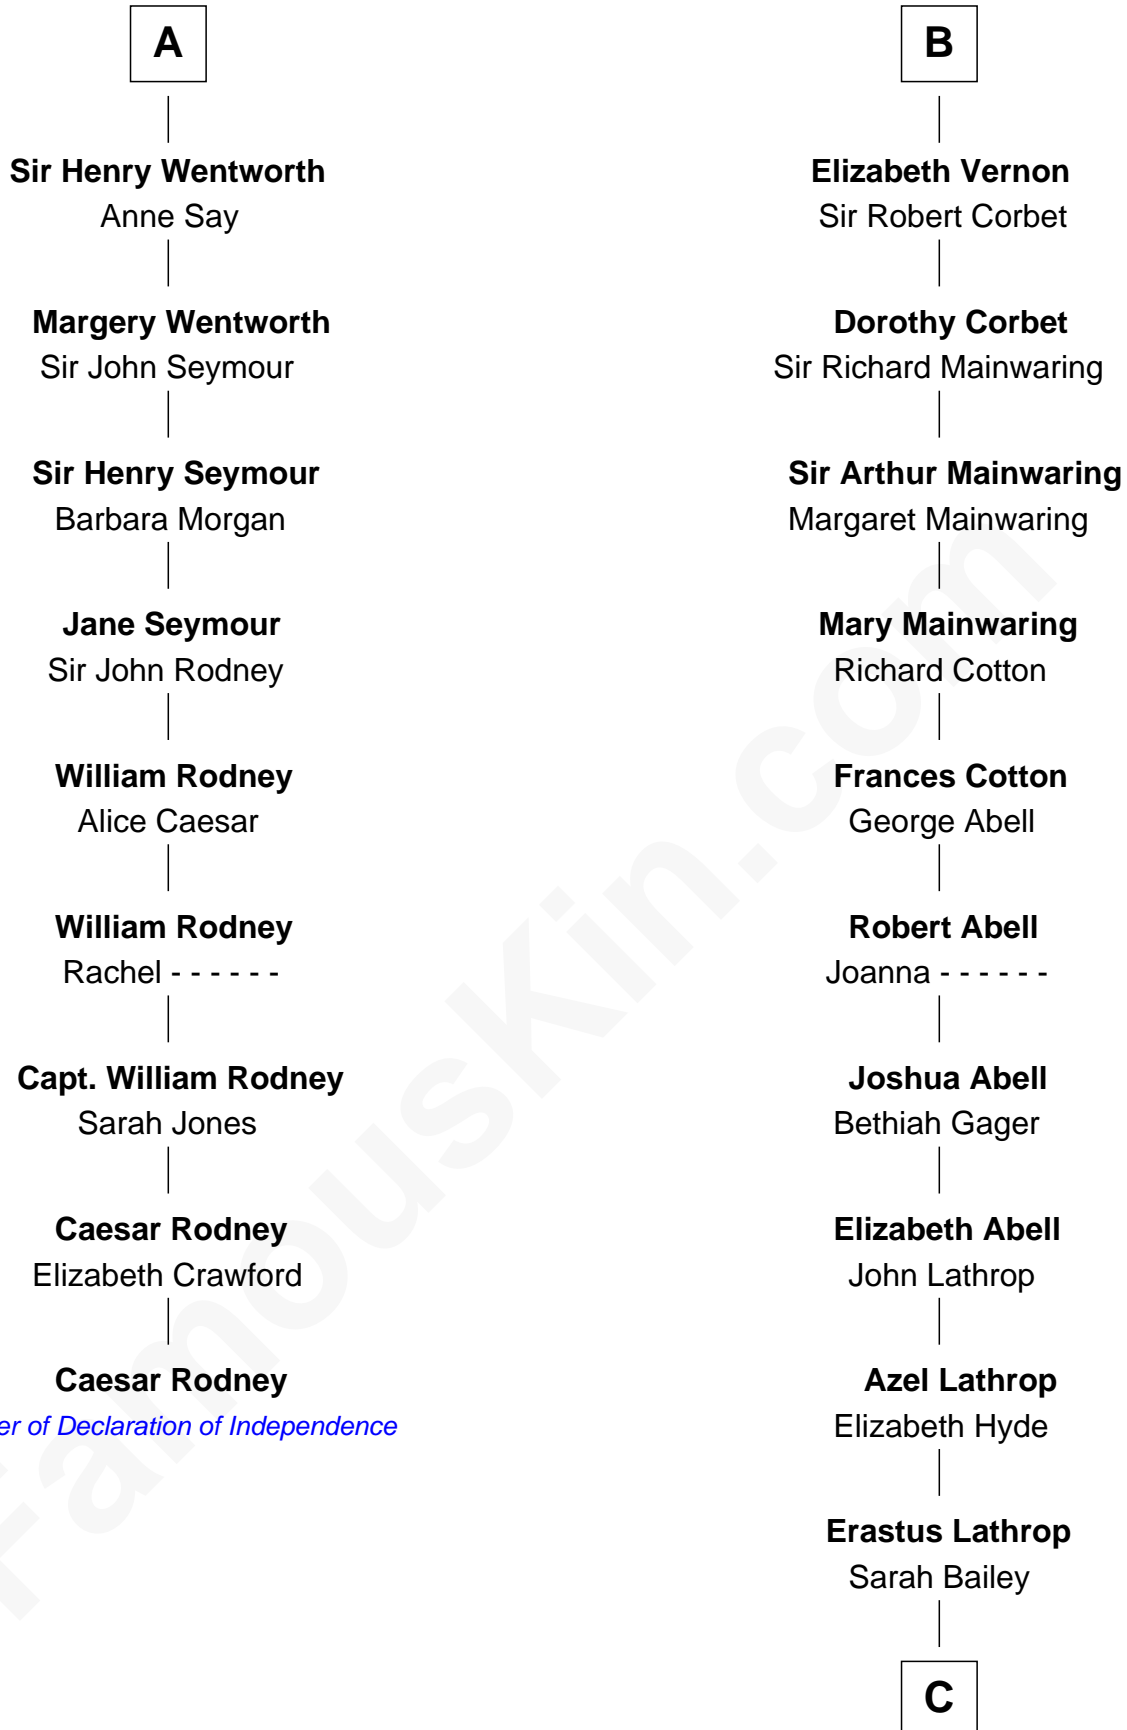 A
Sir Henry Wentworth
Anne Say
Margery Wentworth
Sir John Seymour
Sir Henry Seymour
Barbara Morgan
Jane Seymour
Sir John Rodney
William Rodney
Alice Caesar
William Rodney
Rachel - - - - - -
Capt. William Rodney
Sarah Jones
Caesar Rodney
Elizabeth Crawford
Caesar Rodney
er of Declaration of Independence
B
Elizabeth Vernon
Sir Robert Corbet
Dorothy Corbet
Sir Richard Mainwaring
Sir Arthur Mainwaring
Margaret Mainwaring
Mary Mainwaring
Richard Cotton
Frances Cotton
George Abell
Robert Abell
Joanna - - - - - -
Joshua Abell
Bethiah Gager
Elizabeth Abell
John Lathrop
Azel Lathrop
Elizabeth Hyde
Erastus Lathrop
Sarah Bailey
C
FamousKin.com